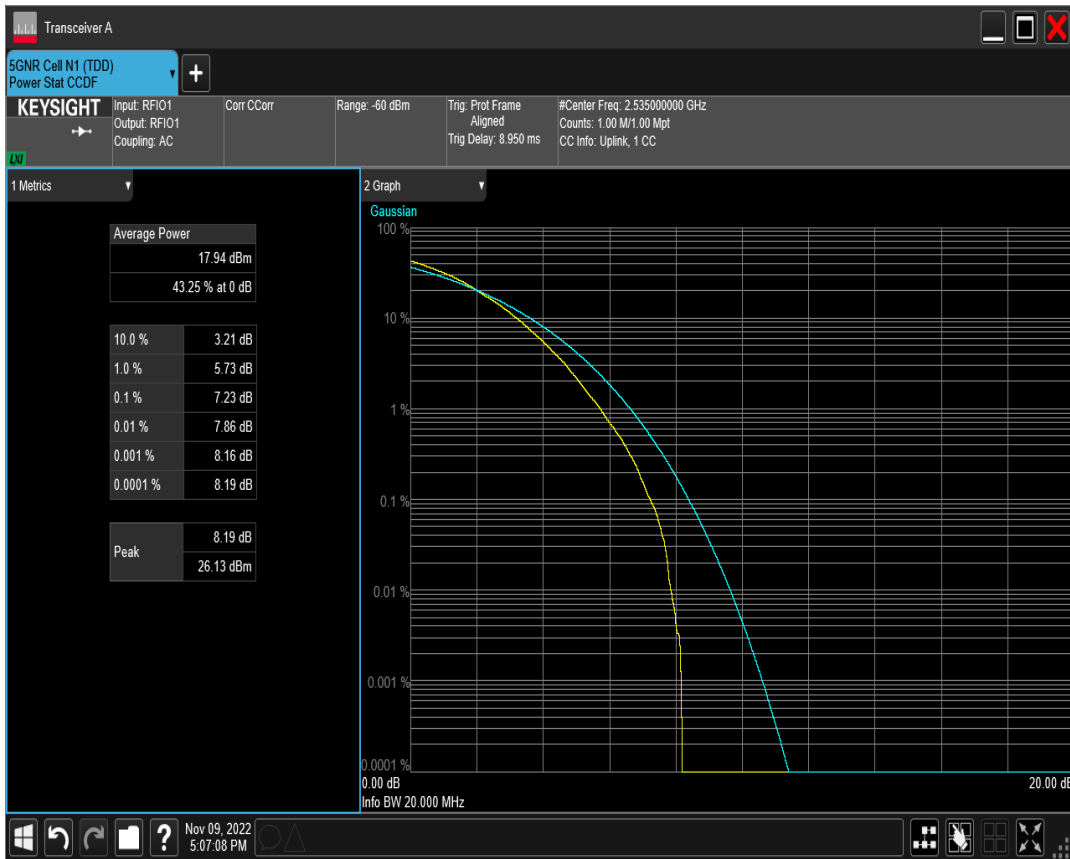 Transceiver A
5GNR Cell N1 (TDD)
Power Stat CCDF
+
KEYSIGHT
LXI
Input: RFIO1
Output: RFIO1
Coupling: AC
Corr CCorr
Range: -60 dBm
Trig: Prot Frame
Aligned
Trig Delay: 8.950 ms
#Center Freq: 2.535000000 GHz
Counts: 1.00 M/1.00 Mpt
CC Info: Uplink, 1 CC
1 Metrics
Average Power
17.94 dBm
43.25 % at 0 dB
10.0 % 3.21 dB
1.0 % 5.73 dB
0.1 % 7.23 dB
0.01 % 7.86 dB
0.001 % 8.16 dB
0.0001 % 8.19 dB
Peak
8.19 dB
26.13 dBm
2 Graph
Gaussian
100 %
10 %
1 %
0.1 %
0.01 %
0.001 %
0.0001 %
0.00 dB
20.00 dB
Info BW 20.000 MHz
?
Nov 09, 2022
5:07:08 PM